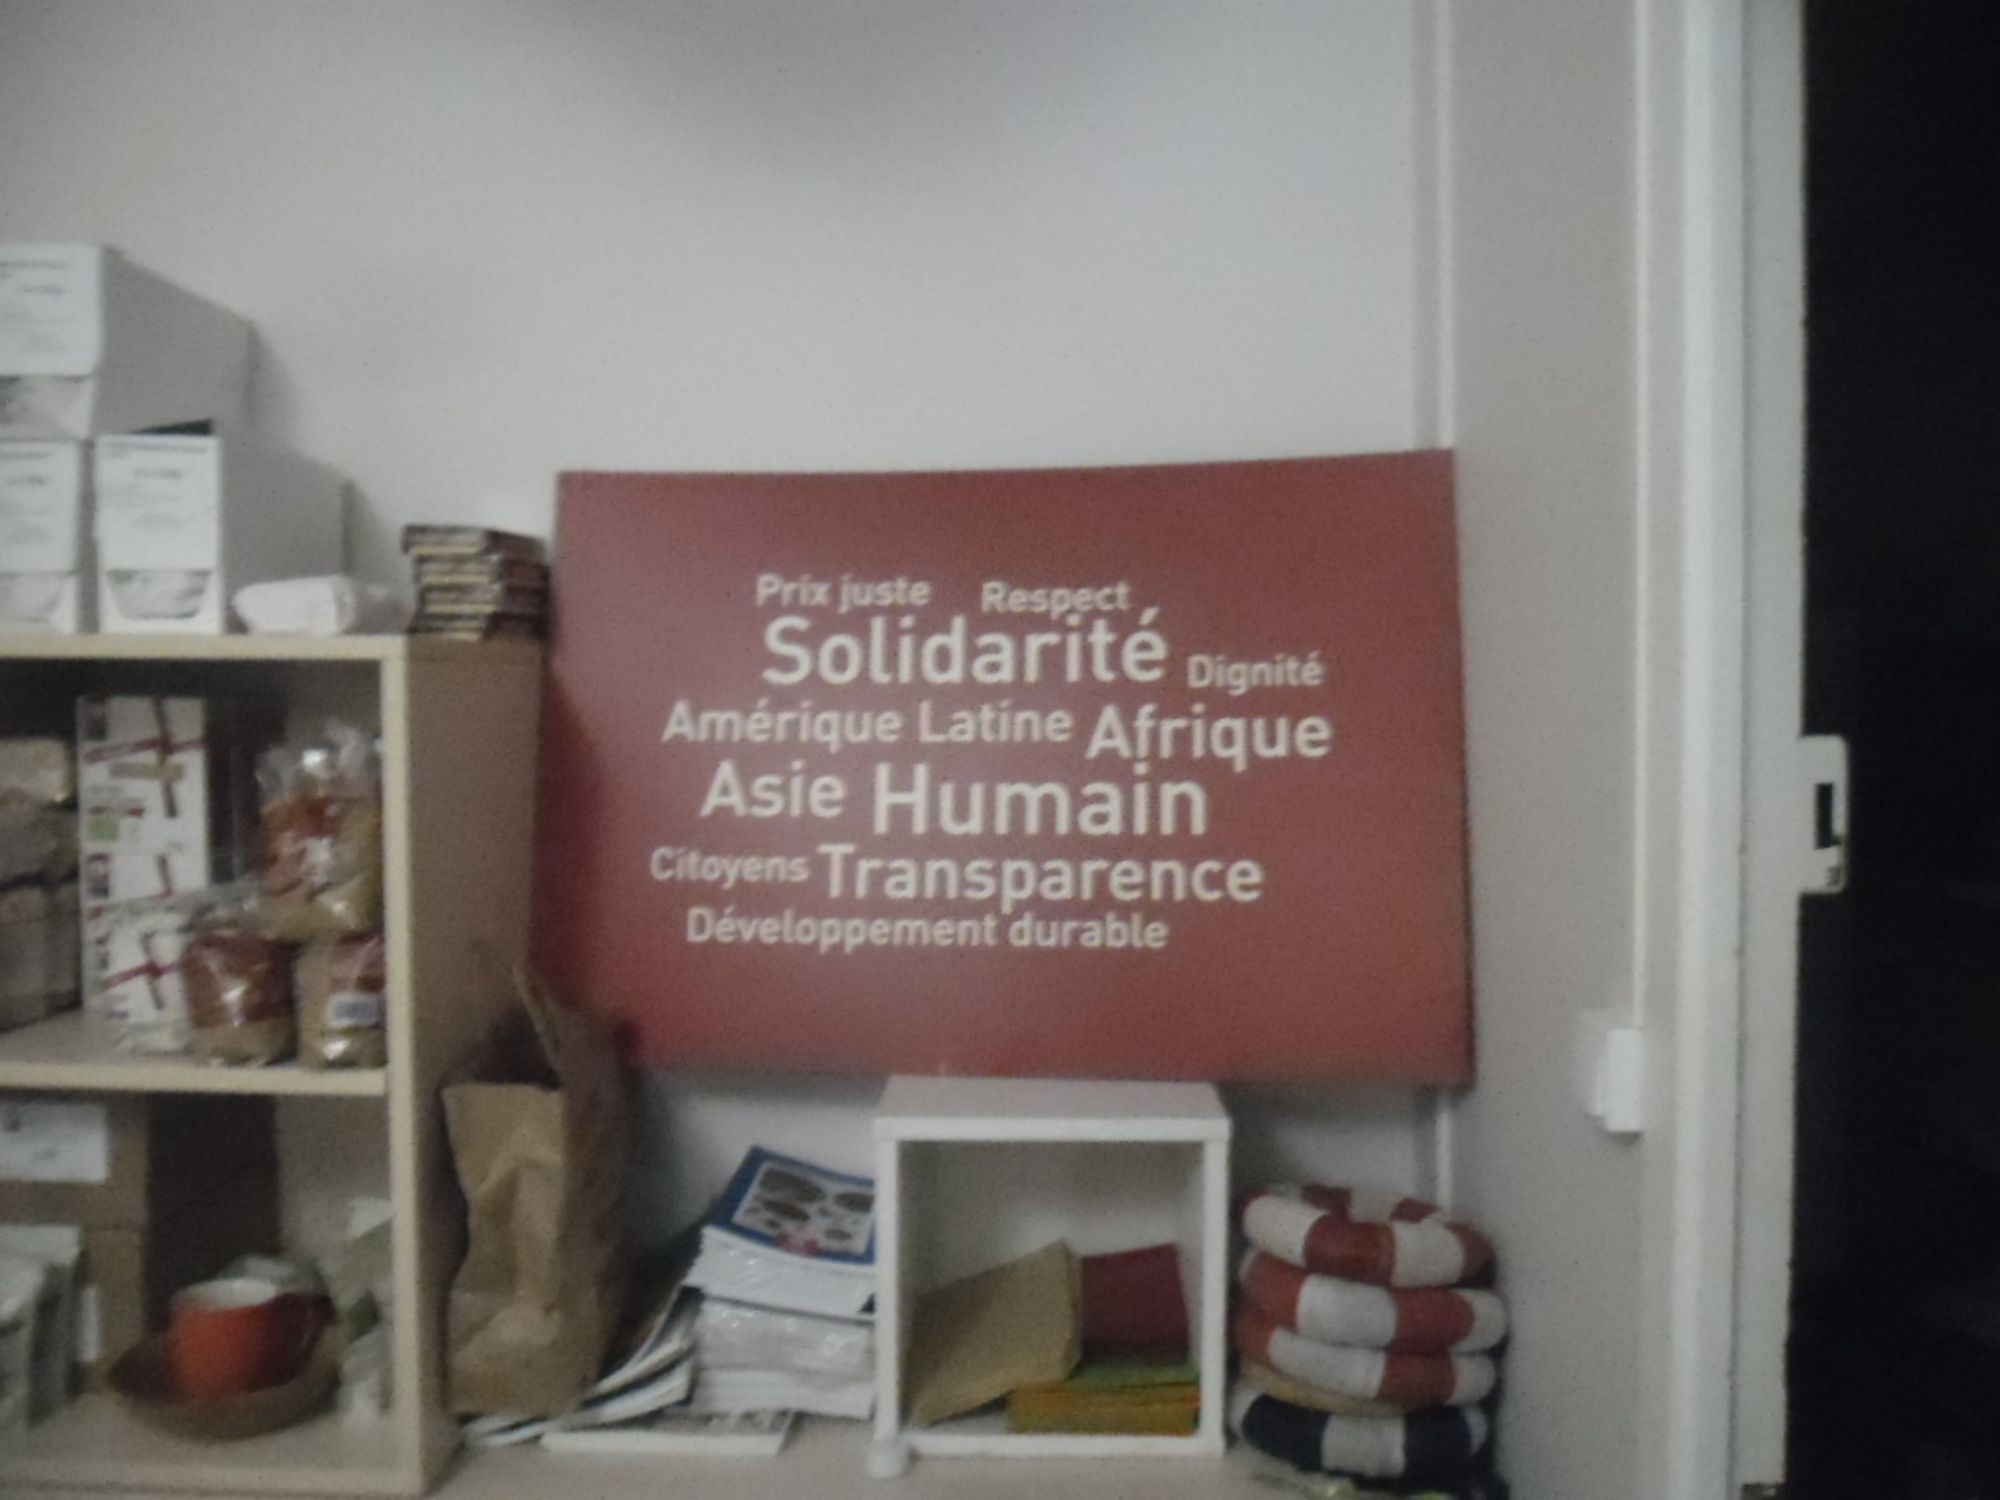 Prix juste Respect
Solidarité Dignité
Amérique Latine Afrique
Asie Humain
Citoyens Transparence
Développement durable